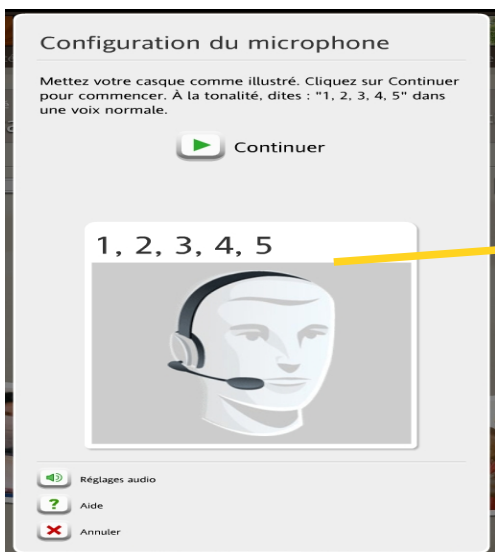 Configuration du microphone
Mettez votre casque comme illustré. Cliquez sur Continuer
pour commencer. À la tonalité, dites : "1, 2, 3, 4, 5" dans
une voix normale.
Continuer
1, 2, 3, 4, 5
Réglages audio
? Aide
Annuler